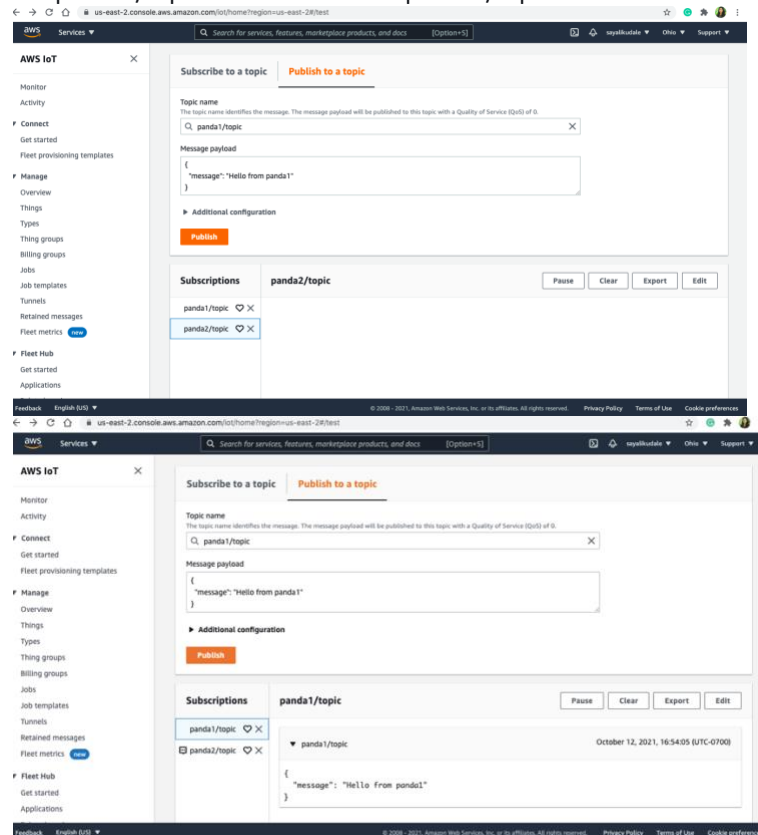 us-east-2.console.aws.amazon.com/iot/home?region=us-east-2#/test
aws Services ▼ Search for services, features, marketplace products, and docs [Option+S] sayalikudale ▼ Ohio ▼ Support ▼
AWS IoT
Monitor
Activity
Connect
Get started
Fleet provisioning templates
Manage
Overview
Things
Types
Thing groups
Billing groups
Jobs
Job templates
Tunnels
Retained messages
Fleet metrics new
Fleet Hub
Get started
Applications
Subscribe to a topic Publish to a topic
Topic name
The topic name identifies the message. The message payload will be published to this topic with a Quality of Service (QoS) of 0.
panda1/topic
Message payload
{
"message": "Hello from panda1"
}
Additional configuration
Publish
Subscriptions panda2/topic Pause Clear Export Edit
panda1/topic
panda2/topic
Feedback English (US) ▼ © 2008 - 2021, Amazon Web Services, Inc. or its affiliates. All rights reserved. Privacy Policy Terms of Use Cookie preferences
us-east-2.console.aws.amazon.com/iot/home?region=us-east-2#/test
aws Services ▼ Search for services, features, marketplace products, and docs [Option+S] sayalikudale ▼ Ohio ▼ Support ▼
AWS IoT
Monitor
Activity
Connect
Get started
Fleet provisioning templates
Manage
Overview
Things
Types
Thing groups
Billing groups
Jobs
Job templates
Tunnels
Retained messages
Fleet metrics new
Fleet Hub
Get started
Applications
Subscribe to a topic Publish to a topic
Topic name
The topic name identifies the message. The message payload will be published to this topic with a Quality of Service (QoS) of 0.
panda1/topic
Message payload
{
"message": "Hello from panda1"
}
Additional configuration
Publish
Subscriptions panda1/topic Pause Clear Export Edit
panda1/topic
panda2/topic
panda1/topic October 12, 2021, 16:54:05 (UTC-0700)
{
"message": "Hello from panda1"
}
Feedback English (US) ▼ © 2008 - 2021, Amazon Web Services, Inc. or its affiliates. All rights reserved. Privacy Policy Terms of Use Cookie preference